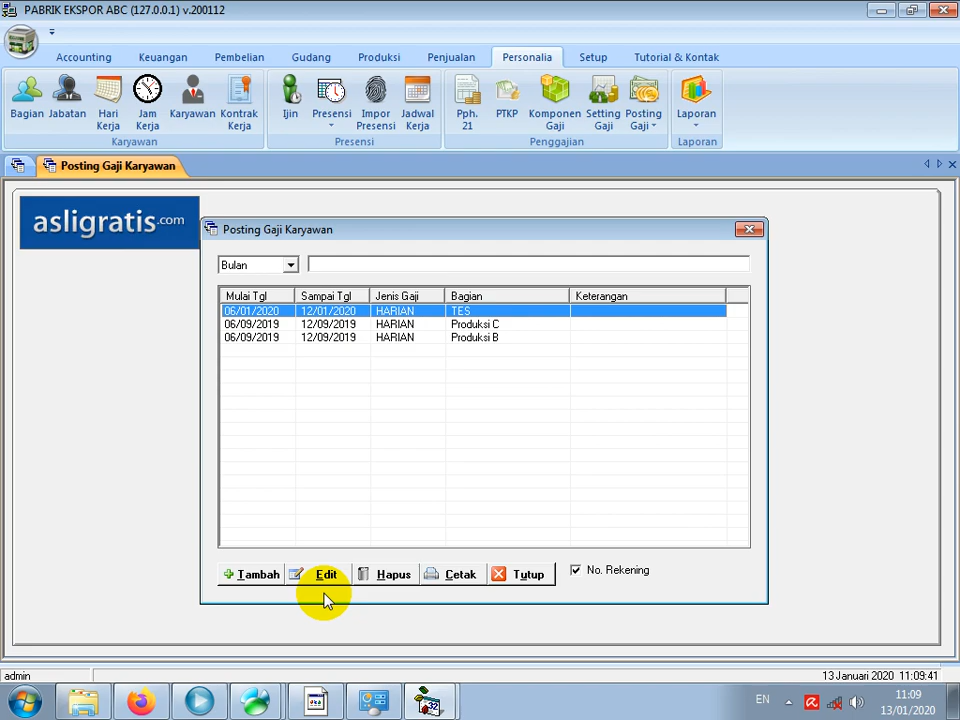 PABRIK EKSPOR ABC (127.0.0.1) v.200112
Accounting Keuangan Pembelian Gudang Produksi Penjualan Personalia Setup Tutorial & Kontak
Bagian Jabatan Hari Kerja Jam Kerja Karyawan Kontrak Kerja Ijin Presensi Impor Presensi Jadwal Kerja Pph. 21 PTKP Komponen Gaji Setting Gaji Posting Gaji Laporan
Karyawan Presensi Penggajian Laporan
Posting Gaji Karyawan
asligratis.com
Posting Gaji Karyawan
Bulan
Mulai Tgl Sampai Tgl Jenis Gaji Bagian Keterangan
06/01/2020 12/01/2020 HARIAN TES
06/09/2019 12/09/2019 HARIAN Produksi C
06/09/2019 12/09/2019 HARIAN Produksi B
Tambah Edit Hapus Cetak Tutup No. Rekening
admin 13 Januari 2020 11:09:41
EN 11:09
13/01/2020
32